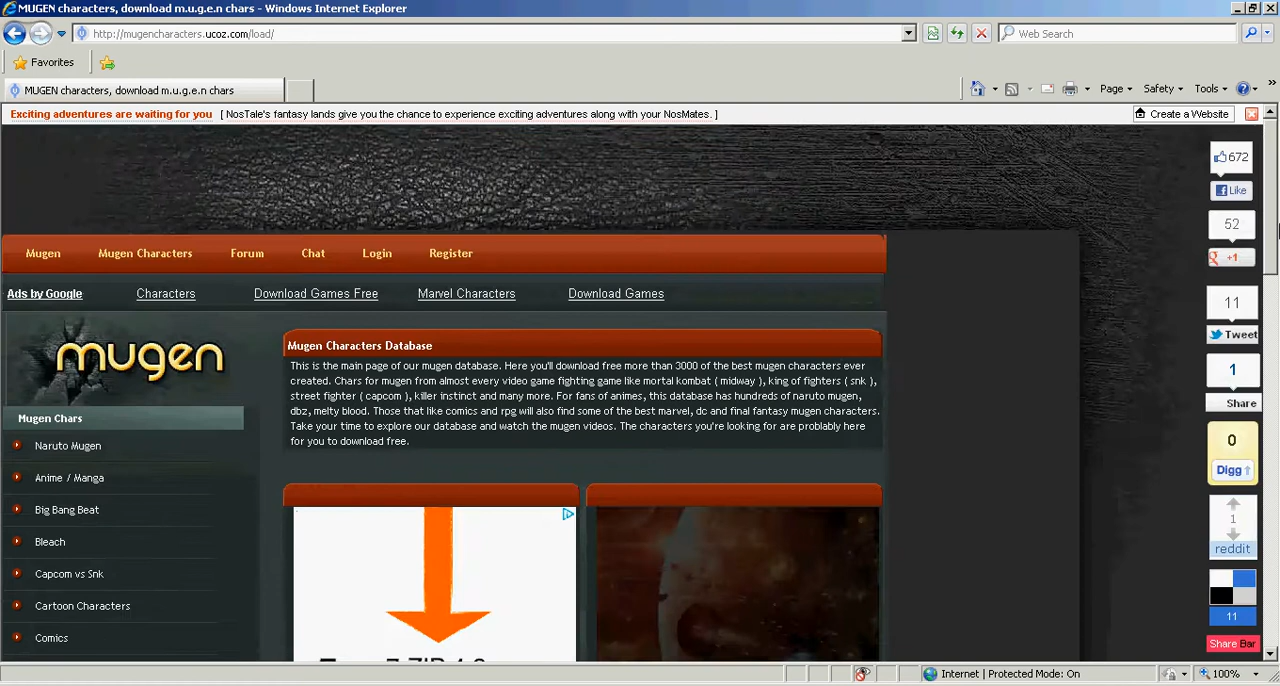 MUGEN characters, download m.u.g.e.n chars - Windows Internet Explorer
http://mugencharacters.ucoz.com/load/
Web Search
Favorites
MUGEN characters, download m.u.g.e.n chars
Page Safety Tools
Exciting adventures are waiting for you [ NosTale's fantasy lands give you the chance to experience exciting adventures along with your NosMates. ]
Create a Website
672
Like
52
+1
11
Tweet
1
Share
0
Digg
1
reddit
11
Share Bar
Mugen Mugen Characters Forum Chat Login Register
Ads by Google Characters Download Games Free Marvel Characters Download Games
mugen
Mugen Chars
Naruto Mugen
Anime / Manga
Big Bang Beat
Bleach
Capcom vs Snk
Cartoon Characters
Comics
Mugen Characters Database
This is the main page of our mugen database. Here you'll download free more than 3000 of the best mugen characters ever
created. Chars for mugen from almost every video game fighting game like mortal kombat ( midway ), king of fighters ( snk ),
street fighter ( capcom ), killer instinct and many more. For fans of animes, this database has hundreds of naruto mugen,
dbz, melty blood. Those that like comics and rpg will also find some of the best marvel, dc and final fantasy mugen characters.
Take your time to explore our database and watch the mugen videos. The characters you're looking for are problably here
for you to download free.
Internet | Protected Mode: On
100%